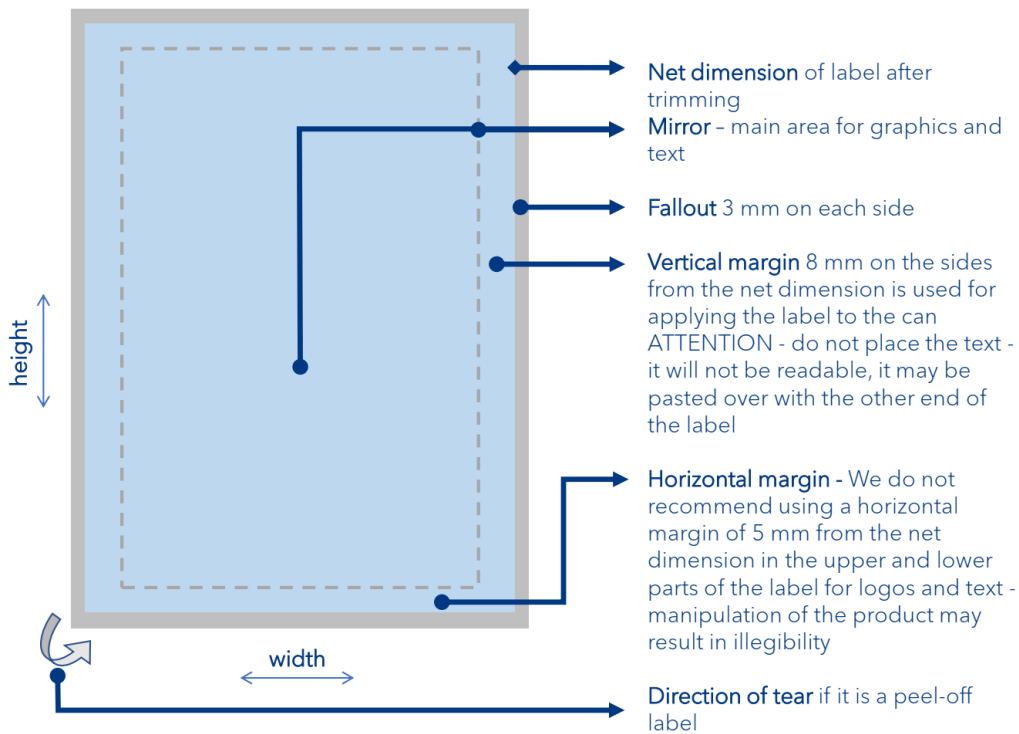 Net dimension of label after
trimming
Mirror – main area for graphics and
text
Fallout 3 mm on each side
Vertical margin 8 mm on the sides
from the net dimension is used for
applying the label to the can
ATTENTION - do not place the text -
it will not be readable, it may be
pasted over with the other end of
the label
height
Horizontal margin - We do not
recommend using a horizontal
margin of 5 mm from the net
dimension in the upper and lower
parts of the label for logos and text -
manipulation of the product may
result in illegibility
width
Direction of tear if it is a peel-off
label